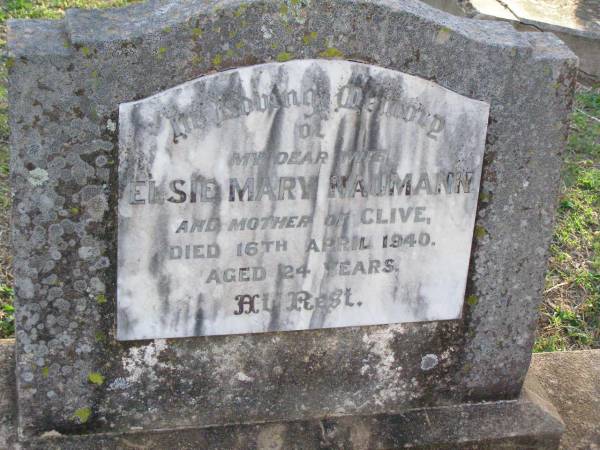 In Loving Memory
of
MY DEAR WIFE
ELSIE MARY NAUMANN
AND MOTHER OF CLIVE,
DIED 16TH APRIL 1940.
AGED 24 YEARS.
At Rest.